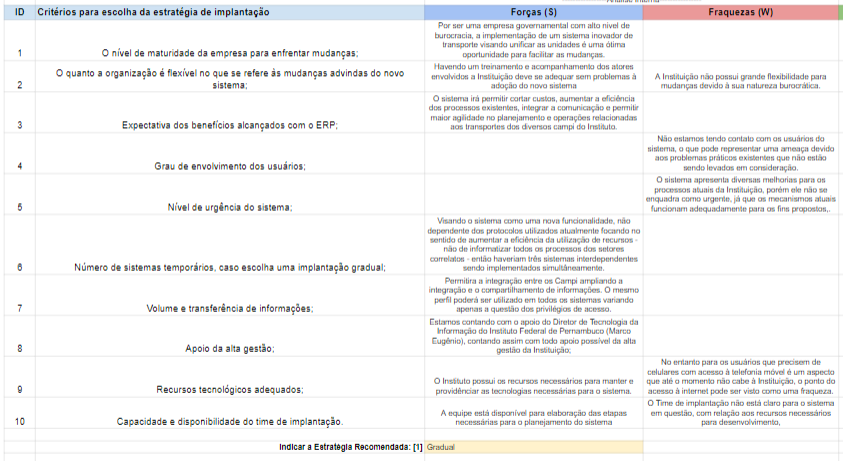 Análise Interna
ID Critérios para escolha da estratégia de implantação Forças (S) Fraquezas (W)
Por ser uma empresa governamental com alto nivel de
burocracia, a implementação de um sistema inovador de
transporte visando unificar as unidades é uma ótima
oportunidade para facilitar as mudanças.
1 O nível de maturidade da empresa para enfrentar mudanças;
2 O quanto a organização é flexível no que se refere às mudanças advindas do novo
sistema;
Havendo um treinamento e acompanhamento dos atores
envolvidos a Instituição deve se adequar sem problemas à
adoção do novo sistema
A Instituição não possui grande flexibilidade para
mudanças devido à sua natureza burocrática.
3 Expectativa dos benefícios alcançados com o ERP;
O sistema irá permitir cortar custos, aumentar a eficiência
dos processos existentes, integrar a comunicação e permitir
maior agilidade no planejamento e operações relacionadas
aos transportes dos diversos campi do Instituto.
4 Grau de envolvimento dos usuários;
Não estamos tendo contato com os usuários do
sistema, o que pode representar uma ameaça devido
aos problemas práticos existentes que não estão
sendo levados em consideração.
5 Nível de urgência do sistema;
O sistema apresenta diversas melhorias para os
processos atuais da Instituição, porém ele não se
enquadra como urgente, já que os mecanismos atuais
funcionam adequadamente para os fins propostos,.
6 Número de sistemas temporários, caso escolha uma implantação gradual;
Visando o sistema como uma nova funcionalidade, não
dependente dos protocolos utilizados atualmente focando no
sentido de aumentar a eficiência da utilização de recursos -
não de informatizar todos os processos dos setores
correlatos - então haveriam três sistemas interdependentes
sendo implementados simultâneamente.
7 Volume e transferência de informações;
Permitira a integração entre os Campi ampliando a
integração e o compartilhamento de informações. O mesmo
perfil poderá ser utilizado em todos os sistemas variando
apenas a questão dos privilégios de acesso.
8 Apoio da alta gestão;
Estamos contando com o apoio do Diretor de Tecnologia da
Informação do Instituto Federal de Pernambuco (Marco
Eugênio), contando assim com todo apoio possível da alta
gestão da Instituição;
9 Recursos tecnológicos adequados;
O Instituto possui os recursos necessários para manter e
providênciar as tecnologias necessárias para o sistema.
No entanto para os usuários que precisem de
celulares com acesso à telefonia móvel é um aspecto
que até o momento não cabe à Instituição, o ponto do
acesso à internet pode ser visto como uma fraqueza.
10 Capacidade e disponibilidade do time de implantação.
A equipe está disponível para elaboração das etapas
necessárias para o planejamento do sistema
O Time de implantação não está claro para o sistema
em questão, com relação aos recursos necessários
para desenvolvimento,
Indicar a Estratégia Recomendada: [1] Gradual